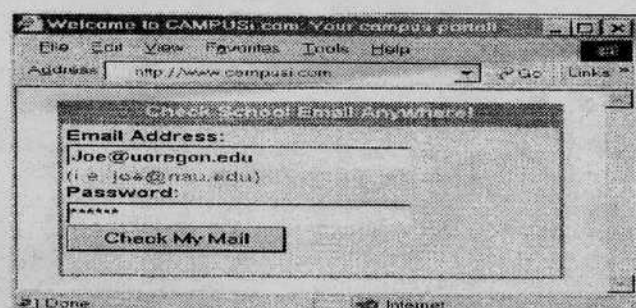 Welcome to CAMPUSi.com: Your campus portal!
File Edit View Favorites Tools Help
Address http://www.campusi.com Go Links »
Check School Email Anywhere!
Email Address:
Joe@uoregon.edu
(i.e. joe@nau.edu)
Password:
******
Check My Mail
Done Internet